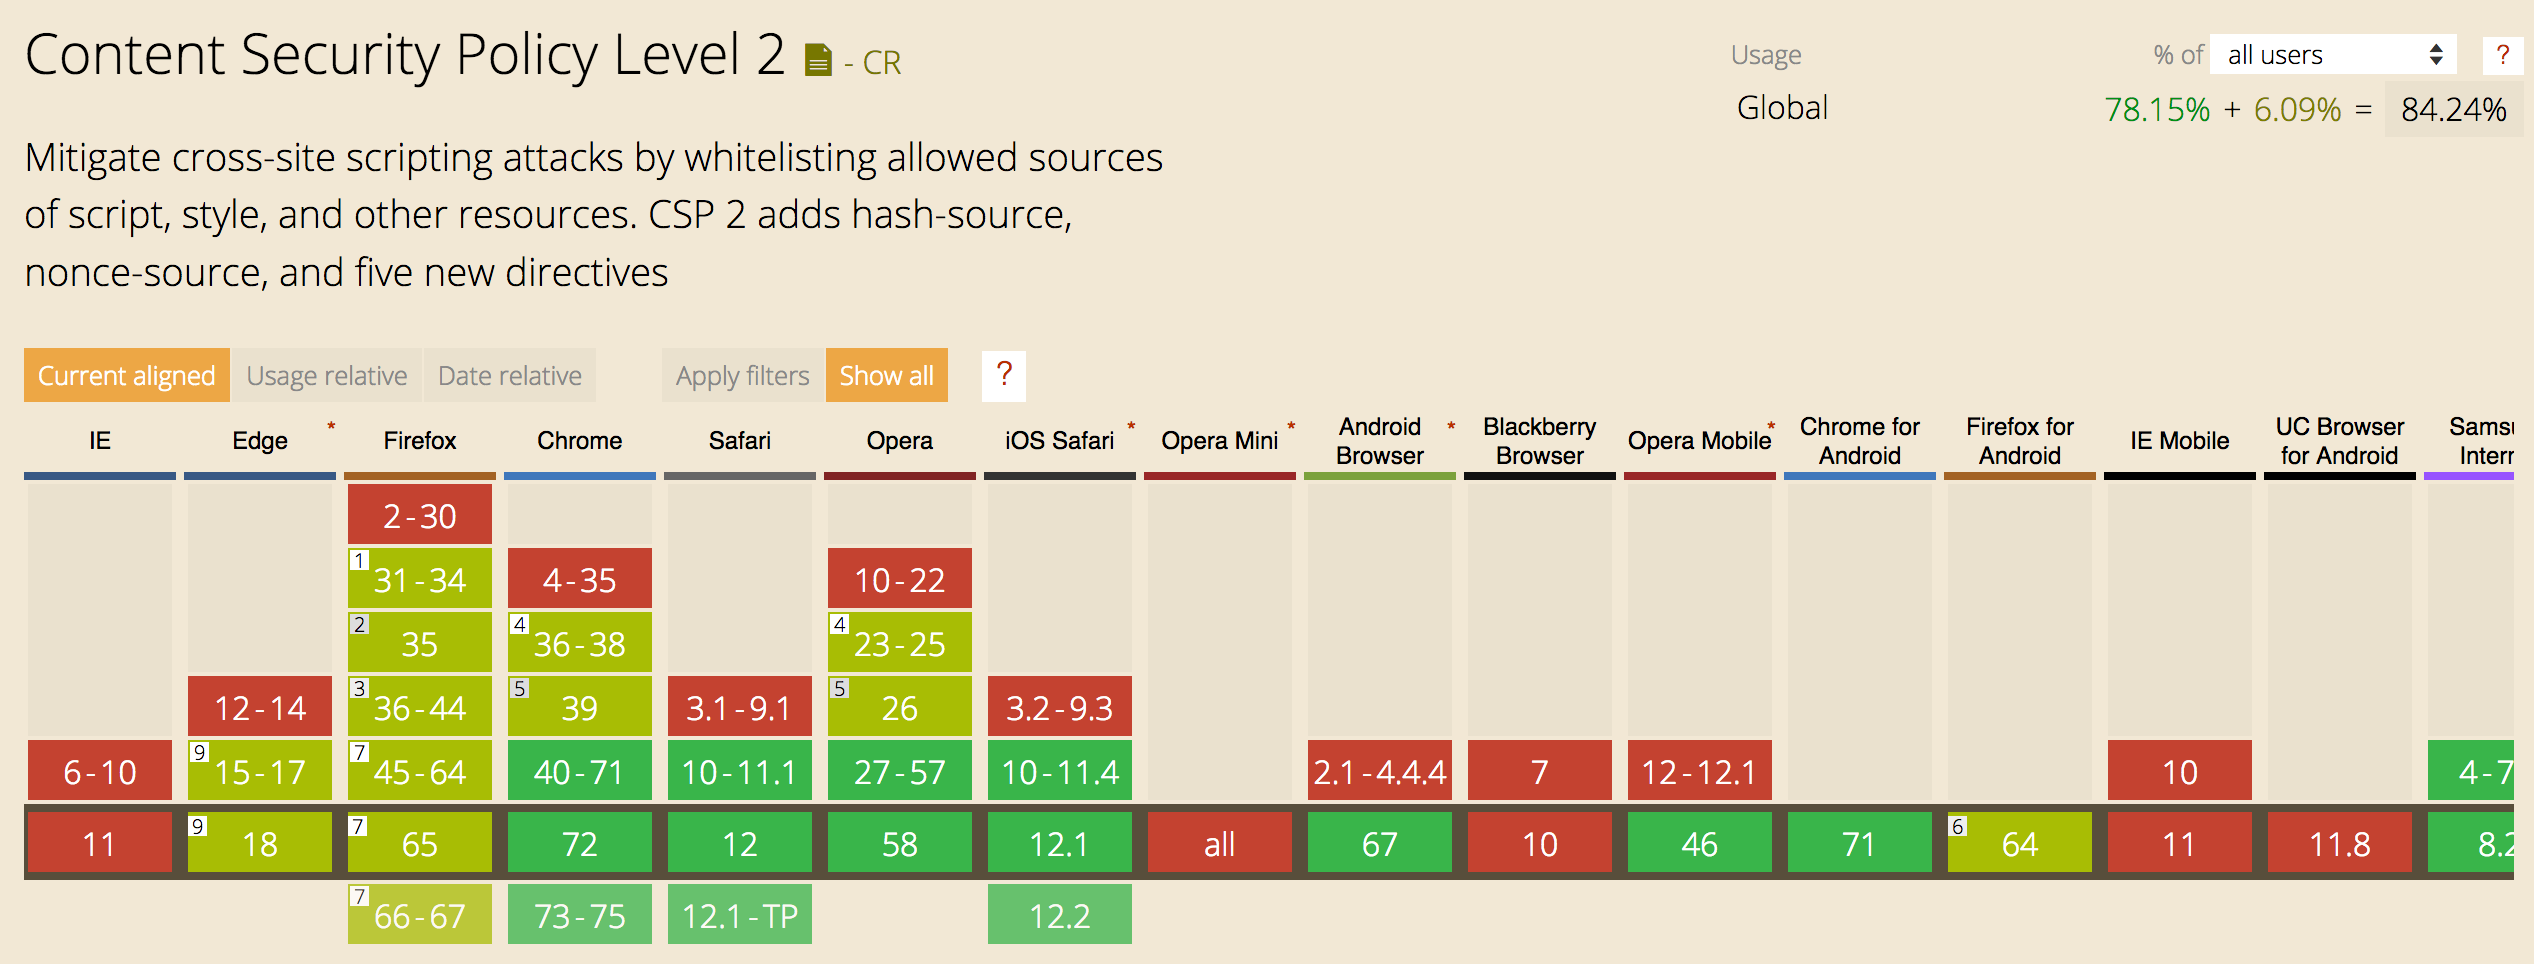 Content Security Policy Level 2 - CR
Usage % of all users ?
Global 78.15% + 6.09% = 84.24%
Mitigate cross-site scripting attacks by whitelisting allowed sources
of script, style, and other resources. CSP 2 adds hash-source,
nonce-source, and five new directives
Current aligned Usage relative Date relative Apply filters Show all ?
IE Edge * Firefox Chrome Safari Opera iOS Safari * Opera Mini * Android Browser * Blackberry Browser Opera Mobile * Chrome for Android Firefox for Android IE Mobile UC Browser for Android
2-30
1 31-34 4-35 10-22
2 35 4 36-38 4 23-25
12-14 3 36-44 5 39 3.1-9.1 5 26 3.2-9.3
6-10 9 15-17 7 45-64 40-71 10-11.1 27-57 10-11.4 2.1-4.4.4 7 12-12.1 10 4-7
11 9 18 7 65 72 12 58 12.1 all 67 10 46 71 6 64 11 11.8 8.2
7 66-67 73-75 12.1-TP 12.2